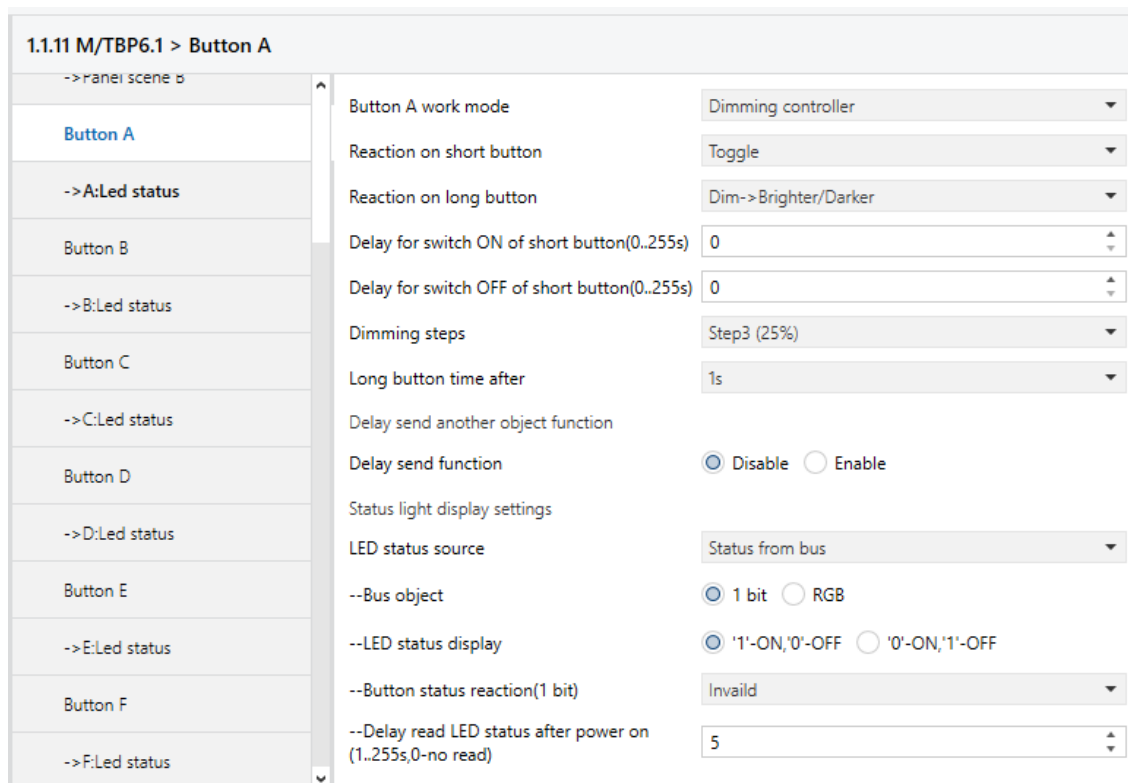 1.1.11 M/TBP6.1 > Button A
->Panel scene B
Button A
->A:Led status
Button B
->B:Led status
Button C
->C:Led status
Button D
->D:Led status
Button E
->E:Led status
Button F
->F:Led status
Button A work mode Dimming controller
Reaction on short button Toggle
Reaction on long button Dim->Brighter/Darker
Delay for switch ON of short button(0..255s) 0
Delay for switch OFF of short button(0..255s) 0
Dimming steps Step3 (25%)
Long button time after 1s
Delay send another object function
Delay send function Disable Enable
Status light display settings
LED status source Status from bus
--Bus object 1 bit RGB
--LED status display '1'-ON,'0'-OFF '0'-ON,'1'-OFF
--Button status reaction(1 bit) Invaild
--Delay read LED status after power on
(1..255s,0-no read) 5